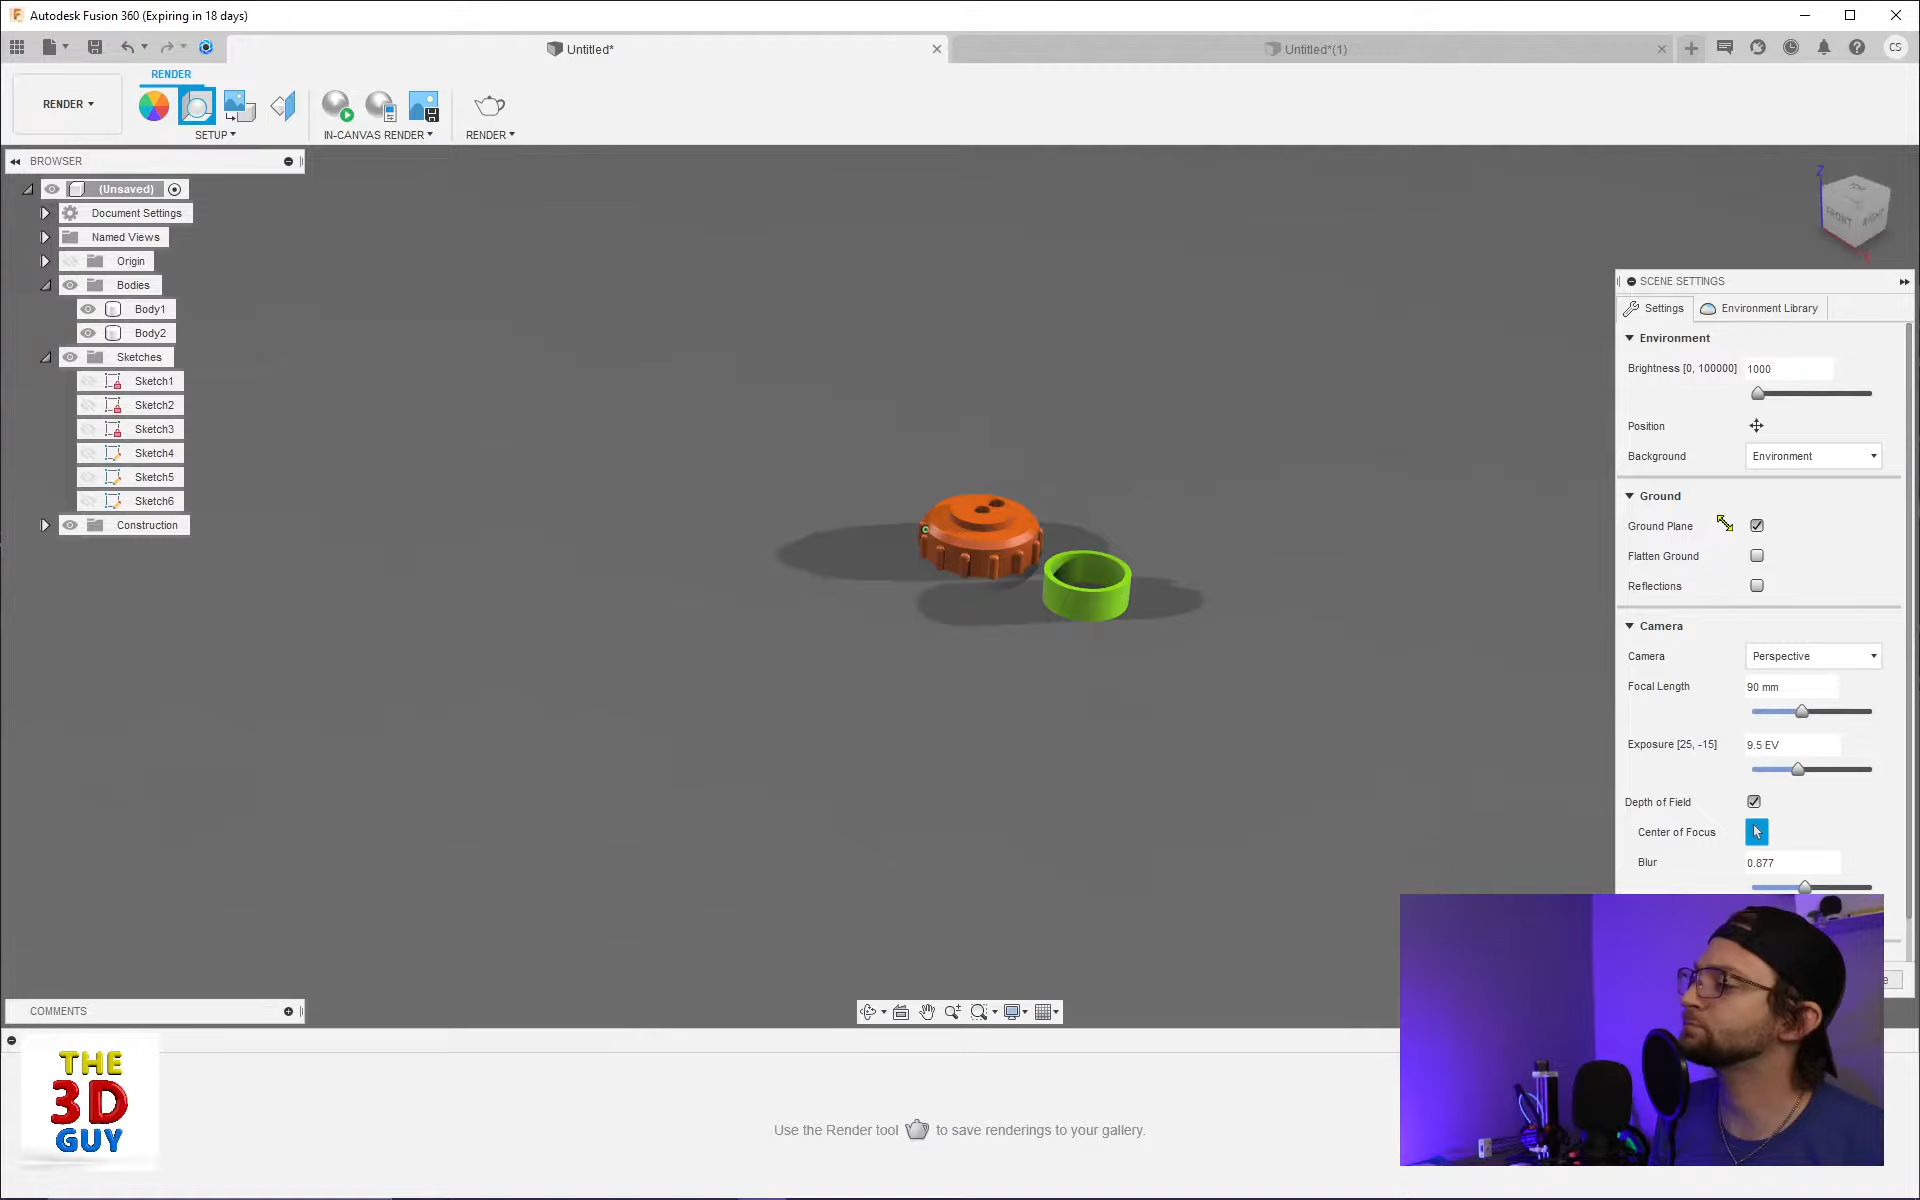 Autodesk Fusion 360 (Expiring in 18 days)
Untitled*
Untitled*(1)
CS
RENDER
RENDER
SETUP
IN-CANVAS RENDER
RENDER
BROWSER
(Unsaved)
Document Settings
Named Views
Origin
Bodies
Body1
Body2
Sketches
Sketch1
Sketch2
Sketch3
Sketch4
Sketch5
Sketch6
Construction
Z
TOP
FRONT
RIGHT
X
SCENE SETTINGS
Settings
Environment Library
Environment
Brightness [0, 100000] 1000
Position
Background Environment
Ground
Ground Plane
Flatten Ground
Reflections
Camera
Camera Perspective
Focal Length 90 mm
Exposure [25, -15] 9.5 EV
Depth of Field
Center of Focus
Blur 0.877
COMMENTS
THE
3D
GUY
Use the Render tool to save renderings to your gallery.